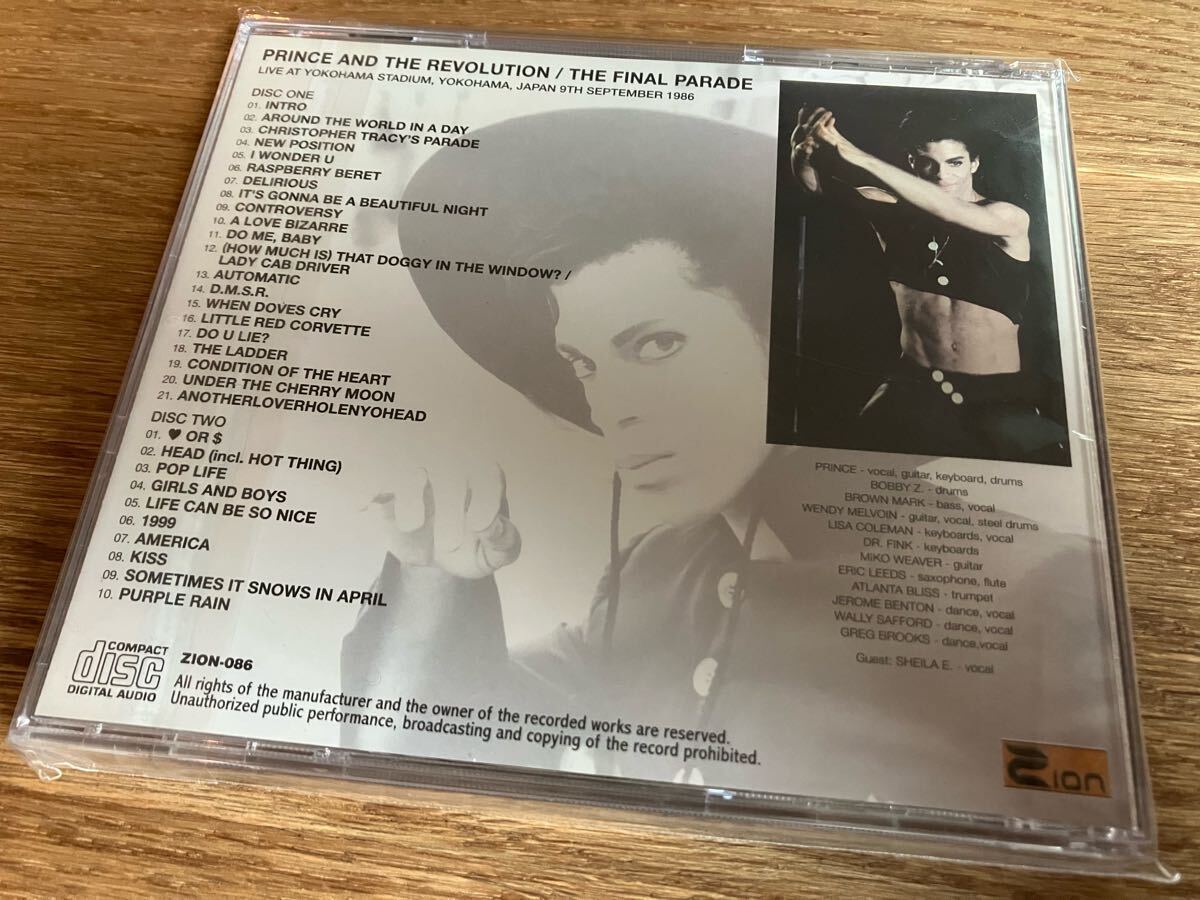 PRINCE AND THE REVOLUTION / THE FINAL PARADE
LIVE AT YOKOHAMA STADIUM, YOKOHAMA, JAPAN 9TH SEPTEMBER 1986
DISC ONE
01. INTRO
02. AROUND THE WORLD IN A DAY
03. CHRISTOPHER TRACY'S PARADE
04. NEW POSITION
05. I WONDER U
06. RASPBERRY BERET
07. DELIRIOUS
08. IT'S GONNA BE A BEAUTIFUL NIGHT
09. CONTROVERSY
10. A LOVE BIZARRE
11. DO ME, BABY
12. (HOW MUCH IS) THAT DOGGY IN THE WINDOW? /
LADY CAB DRIVER
13. AUTOMATIC
14. D.M.S.R.
15. WHEN DOVES CRY
16. LITTLE RED CORVETTE
17. DO U LIE?
18. THE LADDER
19. CONDITION OF THE HEART
20. UNDER THE CHERRY MOON
21. ANOTHERLOVERHOLENYOHEAD
DISC TWO
01. ♥ OR $
02. HEAD (incl. HOT THING)
03. POP LIFE
04. GIRLS AND BOYS
05. LIFE CAN BE SO NICE
06. 1999
07. AMERICA
08. KISS
09. SOMETIMES IT SNOWS IN APRIL
10. PURPLE RAIN
PRINCE - vocal, guitar, keyboard, drums
BOBBY Z. - drums
BROWN MARK - bass, vocal
WENDY MELVOIN - guitar, vocal, steel drums
LISA COLEMAN - keyboards, vocal
DR. FINK - keyboards
MIKO WEAVER - guitar
ERIC LEEDS - saxophone, flute
ATLANTA BLISS - trumpet
JEROME BENTON - dance, vocal
WALLY SAFFORD - dance, vocal
GREG BROOKS - dance,vocal
Guest: SHEILA E. - vocal
COMPACT
disc
DIGITAL AUDIO
ZION-086
All rights of the manufacturer and the owner of the recorded works are reserved.
Unauthorized public performance, broadcasting and copying of the record prohibited.
Zion